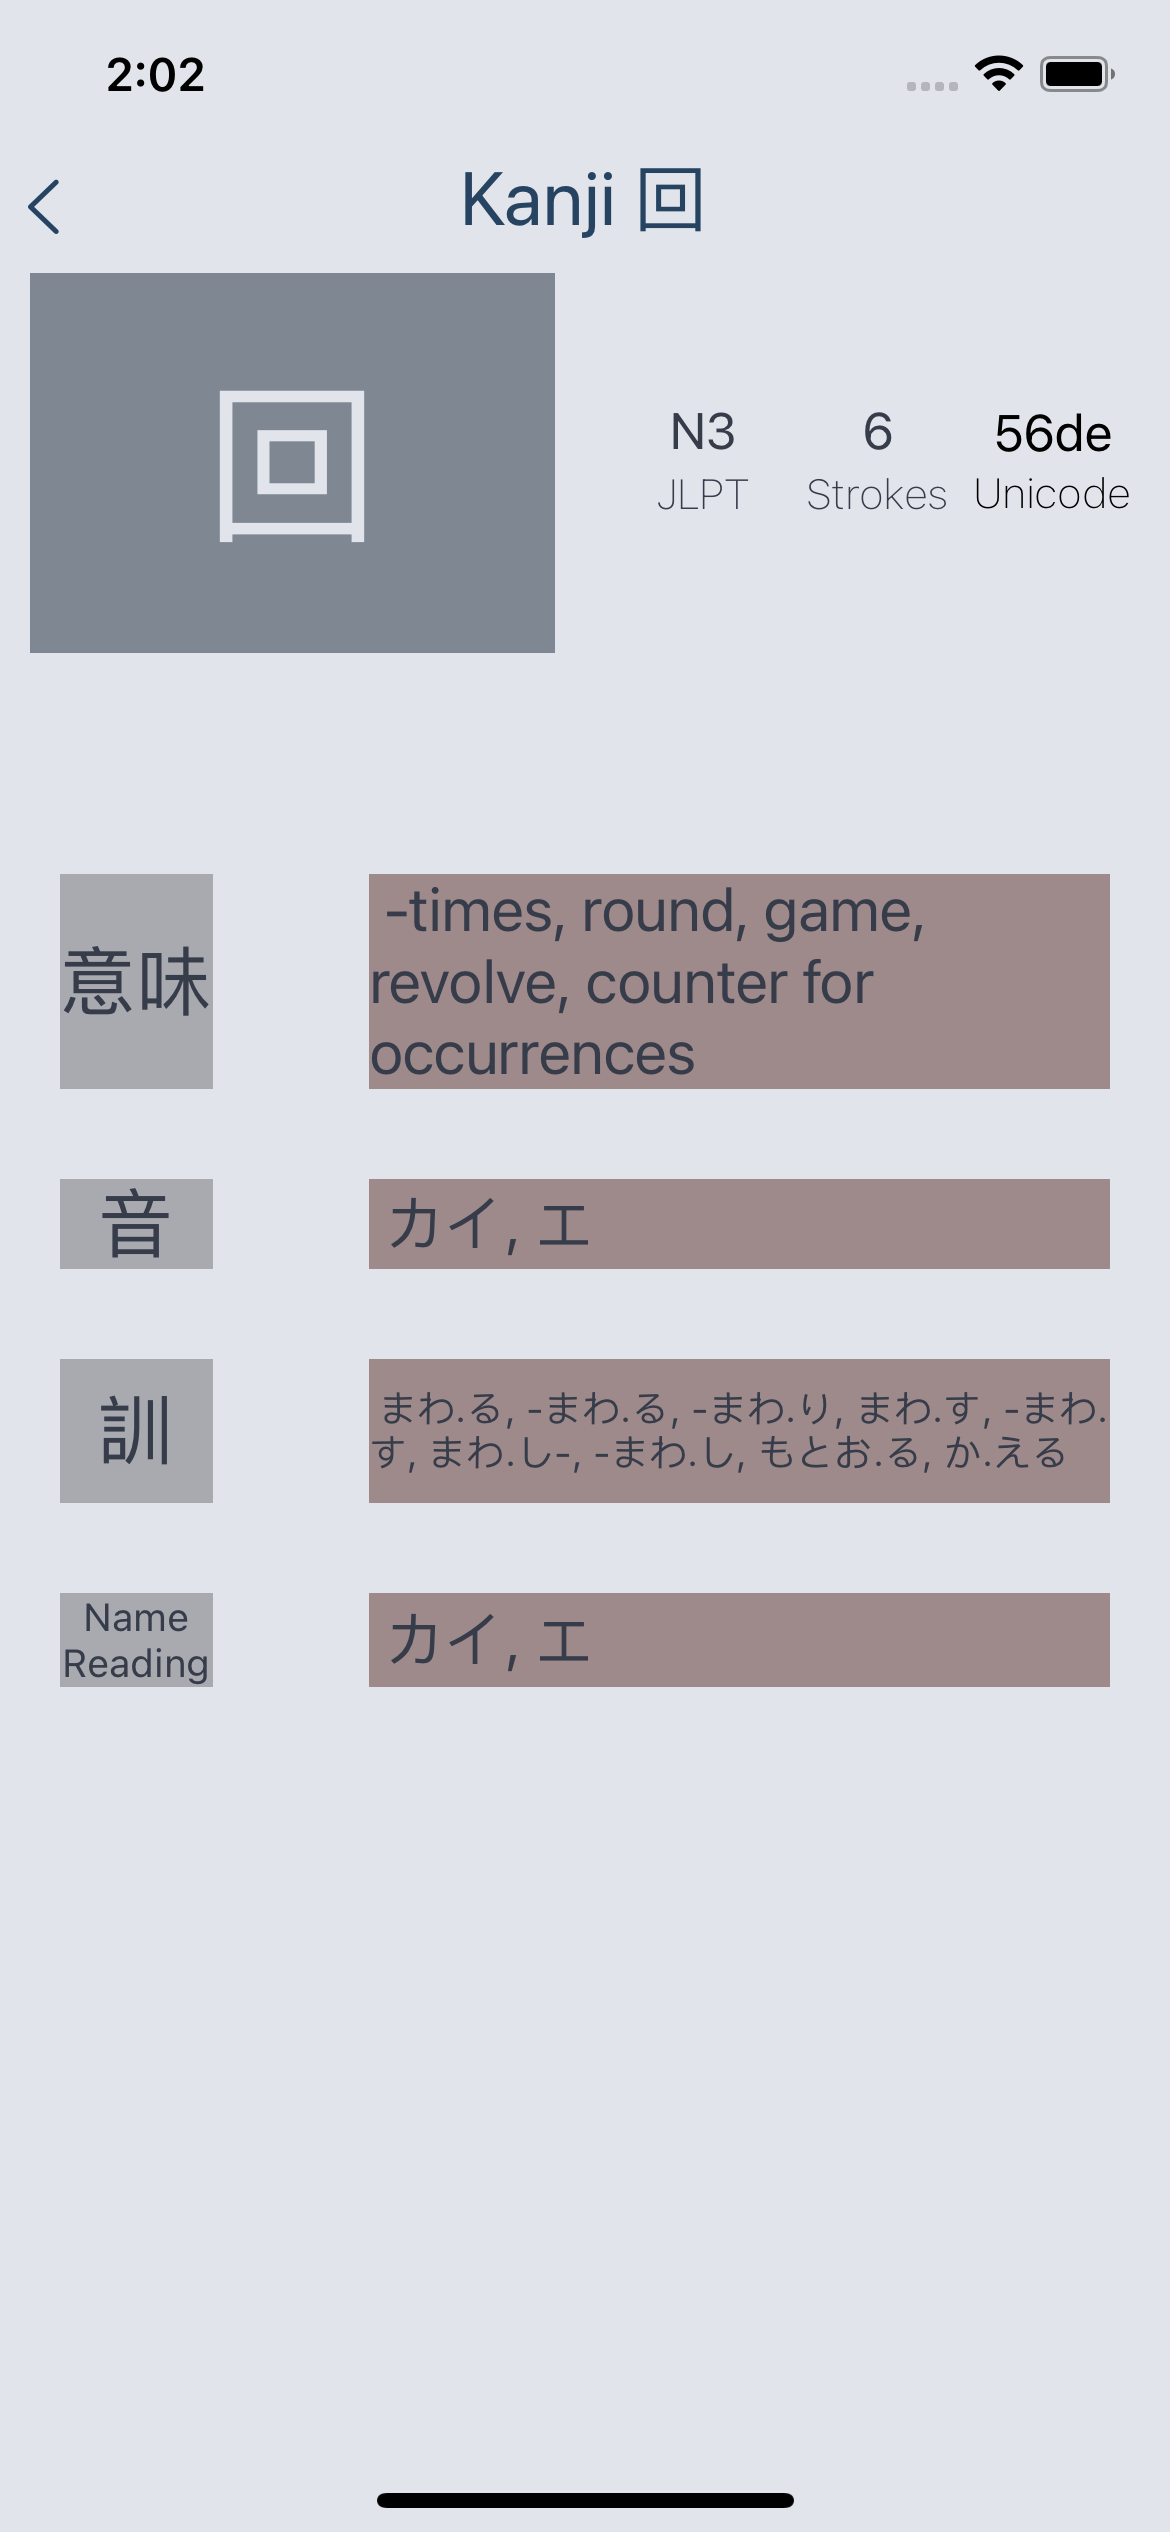 2:02
Kanji 回
回
N3 6 56de
JLPT Strokes Unicode
意味
-times, round, game,
revolve, counter for
occurrences
音
カイ, エ
訓
まわ.る, -まわ.る, -まわ.り, まわ.す, -まわ.
す, まわ.し-, -まわ.し, もとお.る, か.える
Name
Reading
カイ, エ